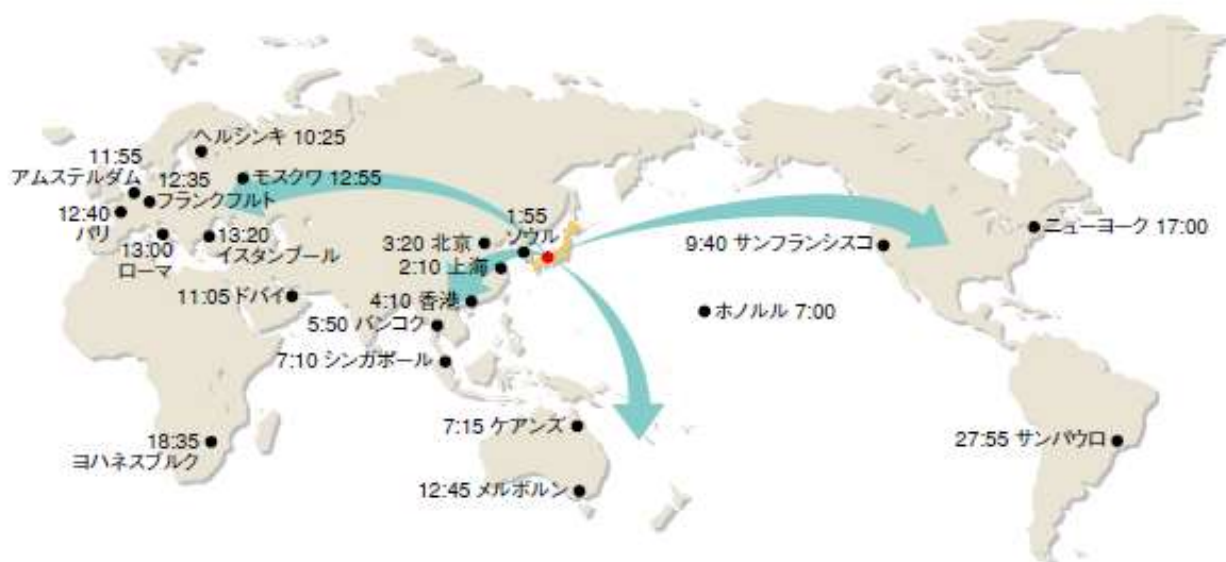 ヘルシンキ 10:25
11:55
アムステルダム
12:35
フランクフルト
モスクワ 12:55
12:40
パリ
13:00
ローマ
13:20
イスタンブール
1:55
ソウル
3:20 北京
2:10 上海
11:05 ドバイ
4:10 香港
5:50 バンコク
7:10 シンガポール
9:40 サンフランシスコ
ニューヨーク 17:00
ホノルル 7:00
18:35
ヨハネスブルク
7:15 ケアンズ
12:45 メルボルン
27:55 サンパウロ